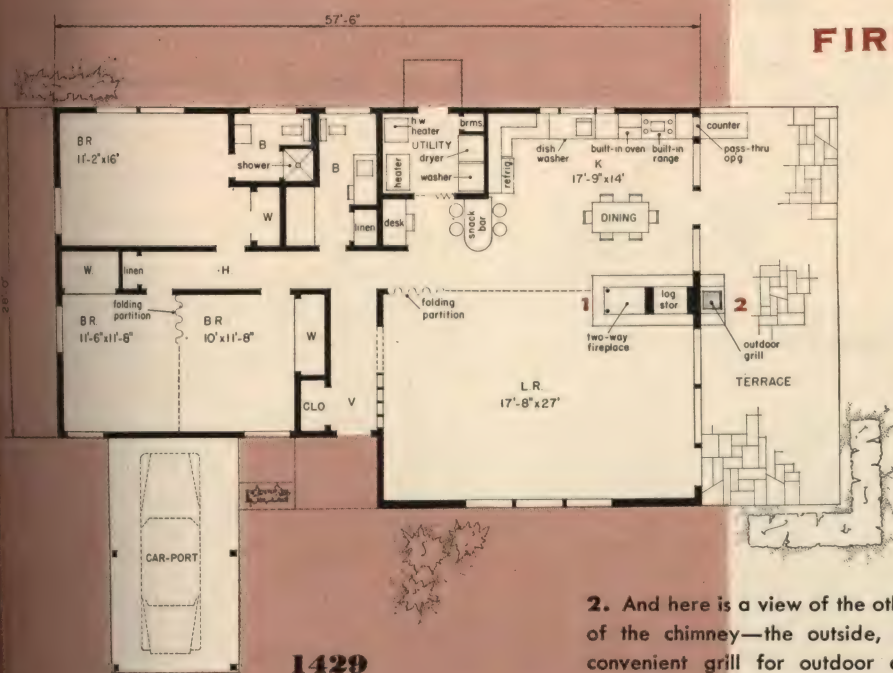 57'-6"
FIR
BR
11'-2"x16'
B
shower
B
W
linen
hw
heater
brms.
UTILITY
dryer
washer
heater
desk
snack
bar
refrig
dish
washer
built-in oven
built-in
range
K
17'-9"x14'
counter
pass-thru
opg
DINING
W.
linen
H
folding
partition
BR
11'-6"x11'-8"
BR
10'x11'-8"
W
CLO
V
folding
partition
1
log
stor
2
two-way
fireplace
outdoor
grill
TERRACE
L.R.
17'-8"x27'
CAR-PORT
1429
2. And here is a view of the oth
of the chimney—the outside,
convenient grill for outdoor